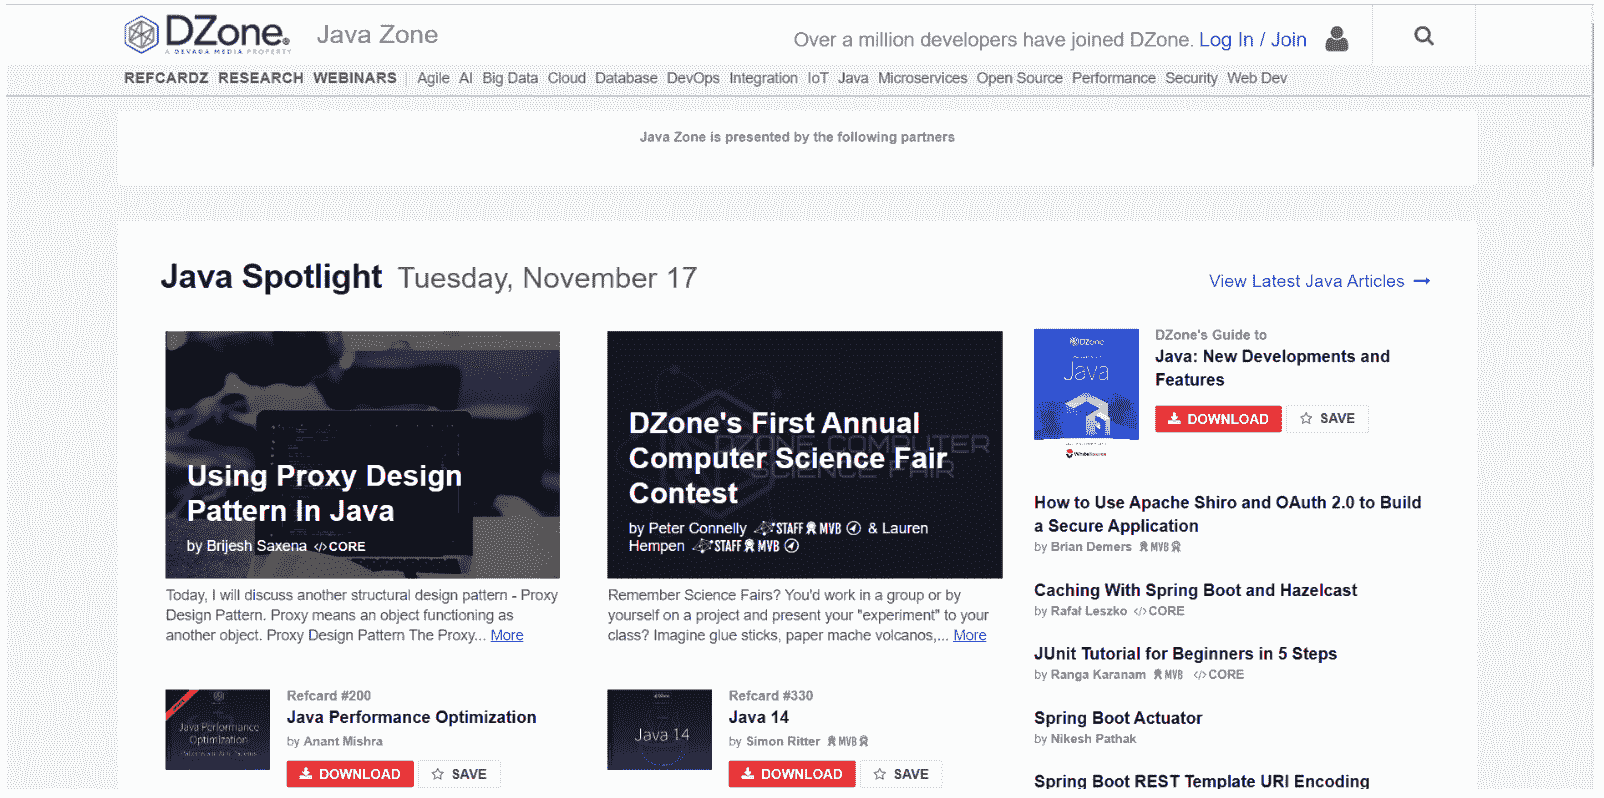 DZone. Java Zone
A DEVADA MEDIA PROPERTY
Over a million developers have joined DZone. Log In / Join
REFCARDZ RESEARCH WEBINARS | Agile AI Big Data Cloud Database DevOps Integration IoT Java Microservices Open Source Performance Security Web Dev
Java Zone is presented by the following partners
Java Spotlight Tuesday, November 17
View Latest Java Articles →
Using Proxy Design
Pattern In Java
by Brijesh Saxena </>CORE
Today, I will discuss another structural design pattern - Proxy
Design Pattern. Proxy means an object functioning as
another object. Proxy Design Pattern The Proxy... More
DZONE COMPUTER
SCIENCE FAIR
DZone's First Annual
Computer Science Fair
Contest
by Peter Connelly STAFF MVB & Lauren
Hempen STAFF MVB
Remember Science Fairs? You'd work in a group or by
yourself on a project and present your "experiment" to your
class? Imagine glue sticks, paper mache volcanos,... More
DZone
Java
DZone's Guide to
Java: New Developments and
Features
DOWNLOAD SAVE
How to Use Apache Shiro and OAuth 2.0 to Build
a Secure Application
by Brian Demers MVB
Caching With Spring Boot and Hazelcast
by Rafał Leszko </>CORE
JUnit Tutorial for Beginners in 5 Steps
by Ranga Karanam MVB </>CORE
Spring Boot Actuator
by Nikesh Pathak
Spring Boot REST Template URI Encoding
Java Performance
Optimization
Refcard #200
Java Performance Optimization
by Anant Mishra
DOWNLOAD SAVE
Java 14
Refcard #330
Java 14
by Simon Ritter MVB
DOWNLOAD SAVE